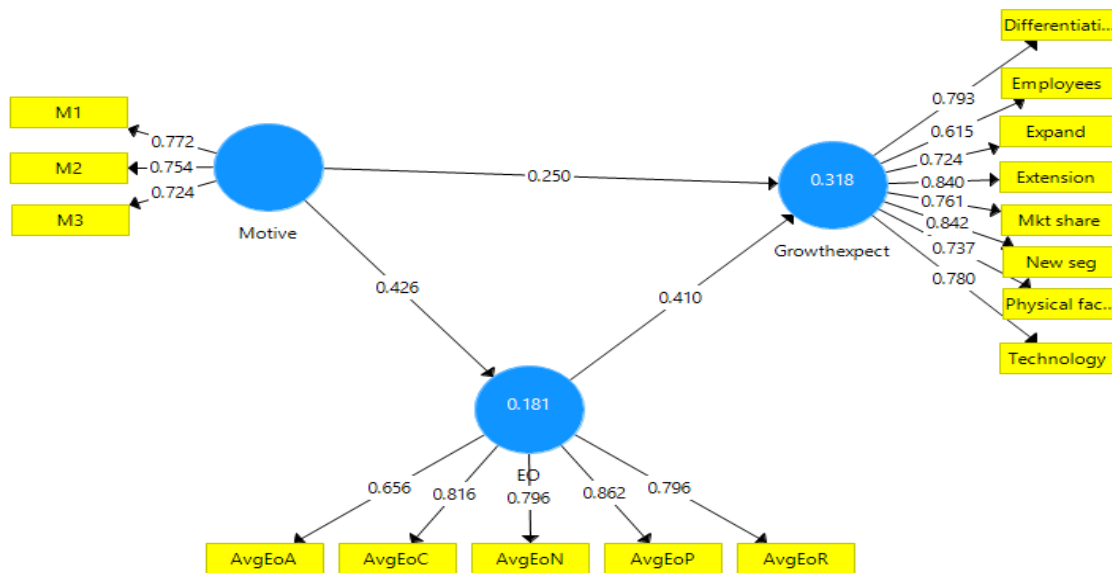 Differentiati...
Employees
Expand
Extension
Mkt share
New seg
Physical fac...
Technology
0.793
0.615
0.724
0.840
0.761
0.842
0.737
0.780
M1
M2
M3
0.772
0.754
0.724
Motive
0.250
0.318
Growthexpect
0.426
0.410
0.181
EO
0.656
0.816
0.796
0.862
0.796
AvgEoA
AvgEoC
AvgEoN
AvgEoP
AvgEoR